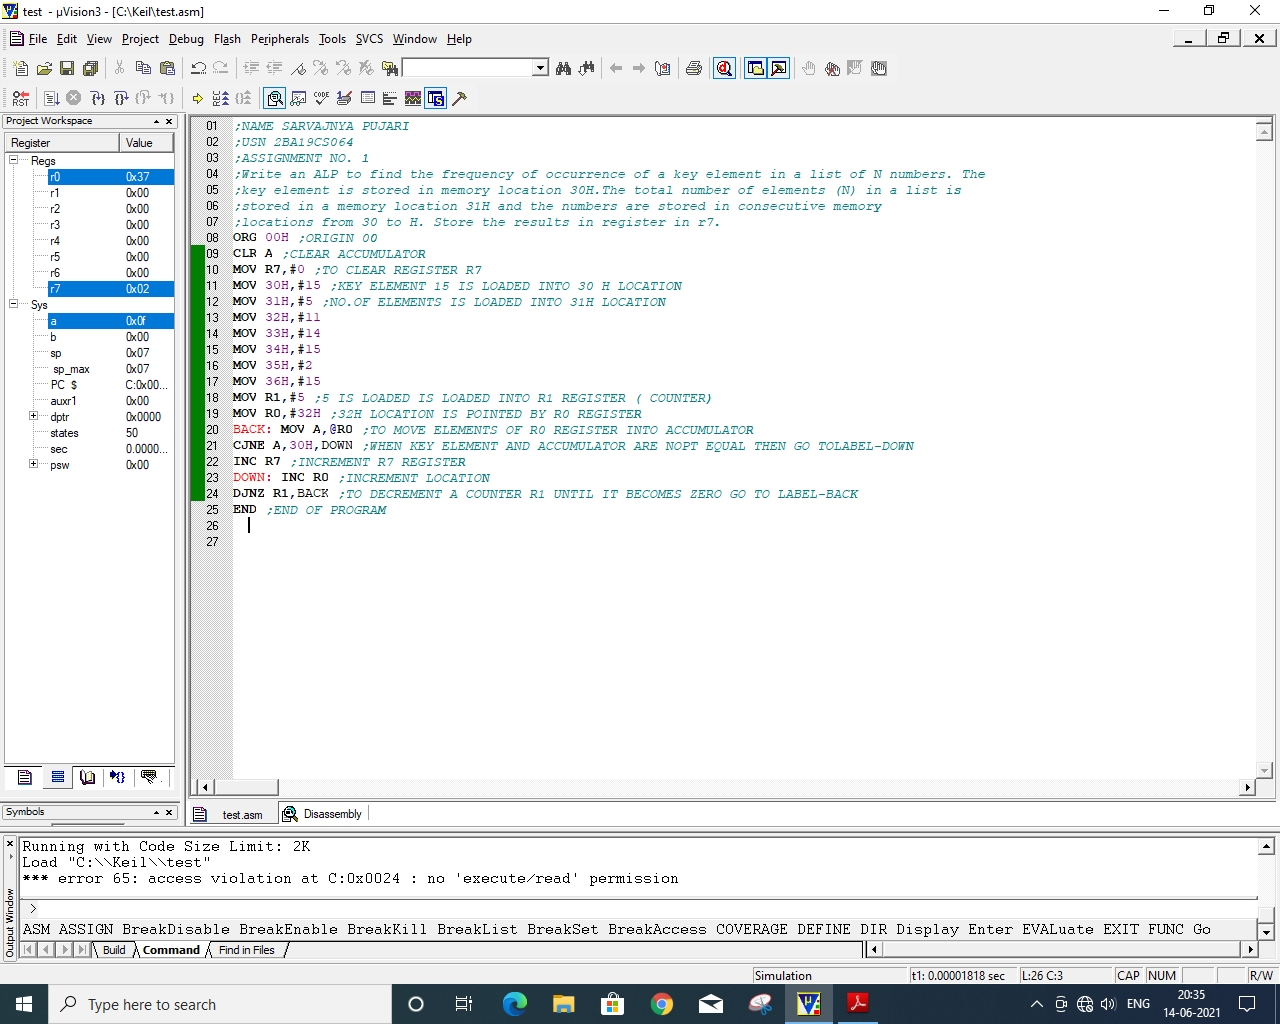 test - µVision3 - [C:\Keil\test.asm]
File Edit View Project Debug Flash Peripherals Tools SVCS Window Help
Project Workspace
Register Value
Regs
r0 0x37
r1 0x00
r2 0x00
r3 0x00
r4 0x00
r5 0x00
r6 0x00
r7 0x02
Sys
a 0x0f
b 0x00
sp 0x07
sp_max 0x07
PC $ C:0x00...
auxr1 0x00
dptr 0x0000
states 50
sec 0.0000...
psw 0x00
Symbols
01 ;NAME SARVAJNYA PUJARI
02 ;USN 2BA19CS064
03 ;ASSIGNMENT NO. 1
04 ;Write an ALP to find the frequency of occurrence of a key element in a list of N numbers. The
05 ;key element is stored in memory location 30H.The total number of elements (N) in a list is
06 ;stored in a memory location 31H and the numbers are stored in consecutive memory
07 ;locations from 30 to H. Store the results in register in r7.
08 ORG 00H ;ORIGIN 00
09 CLR A ;CLEAR ACCUMULATOR
10 MOV R7,#0 ;TO CLEAR REGISTER R7
11 MOV 30H,#15 ;KEY ELEMENT 15 IS LOADED INTO 30 H LOCATION
12 MOV 31H,#5 ;NO.OF ELEMENTS IS LOADED INTO 31H LOCATION
13 MOV 32H,#11
14 MOV 33H,#14
15 MOV 34H,#15
16 MOV 35H,#2
17 MOV 36H,#15
18 MOV R1,#5 ;5 IS LOADED IS LOADED INTO R1 REGISTER ( COUNTER)
19 MOV R0,#32H ;32H LOCATION IS POINTED BY R0 REGISTER
20 BACK: MOV A,@R0 ;TO MOVE ELEMENTS OF R0 REGISTER INTO ACCUMULATOR
21 CJNE A,30H,DOWN ;WHEN KEY ELEMENT AND ACCUMULATOR ARE NOPT EQUAL THEN GO TOLABEL-DOWN
22 INC R7 ;INCREMENT R7 REGISTER
23 DOWN: INC R0 ;INCREMENT LOCATION
24 DJNZ R1,BACK ;TO DECREMENT A COUNTER R1 UNTIL IT BECOMES ZERO GO TO LABEL-BACK
25 END ;END OF PROGRAM
26
27
test.asm Disassembly
Output Window
Running with Code Size Limit: 2K
Load "C:\\Keil\\test"
*** error 65: access violation at C:0x0024 : no 'execute/read' permission
>
ASM ASSIGN BreakDisable BreakEnable BreakKill BreakList BreakSet BreakAccess COVERAGE DEFINE DIR Display Enter EVALuate EXIT FUNC Go
Build Command Find in Files
Simulation t1: 0.00001818 sec L:26 C:3 CAP NUM R/W
Type here to search
ENG
20:35
14-06-2021